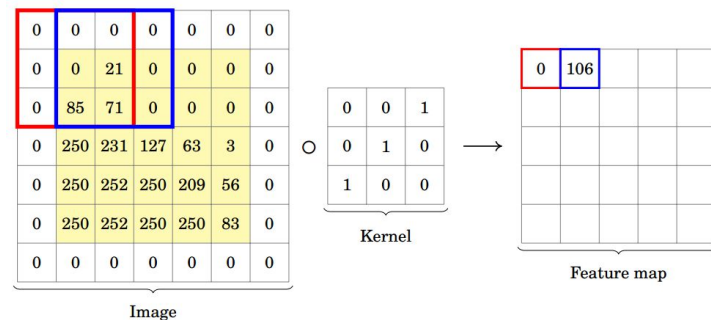 0 0 0 0 0 0 0
0 0 21 0 0 0 0
0 85 71 0 0 0 0
0 250 231 127 63 3 0
0 250 252 250 209 56 0
0 250 252 250 250 83 0
0 0 0 0 0 0 0
Image
0 0 1
0 1 0
1 0 0
Kernel
0 106
Feature map